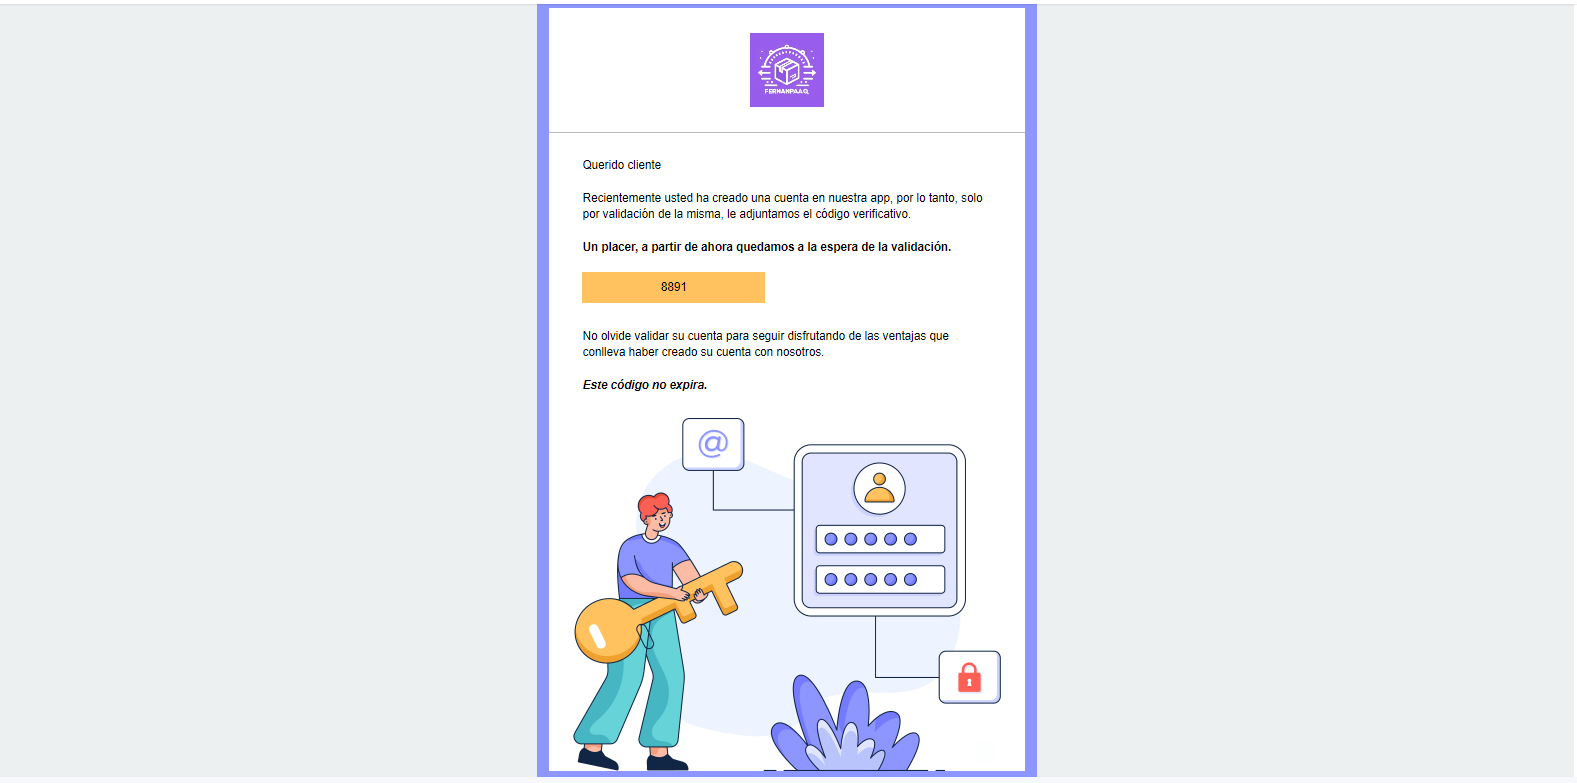 FERNANPAAQ
Querido cliente
Recientemente usted ha creado una cuenta en nuestra app, por lo tanto, solo
por validación de la misma, le adjuntamos el código verificativo.
Un placer, a partir de ahora quedamos a la espera de la validación.
8891
No olvide validar su cuenta para seguir disfrutando de las ventajas que
conlleva haber creado su cuenta con nosotros.
Este código no expira.
@